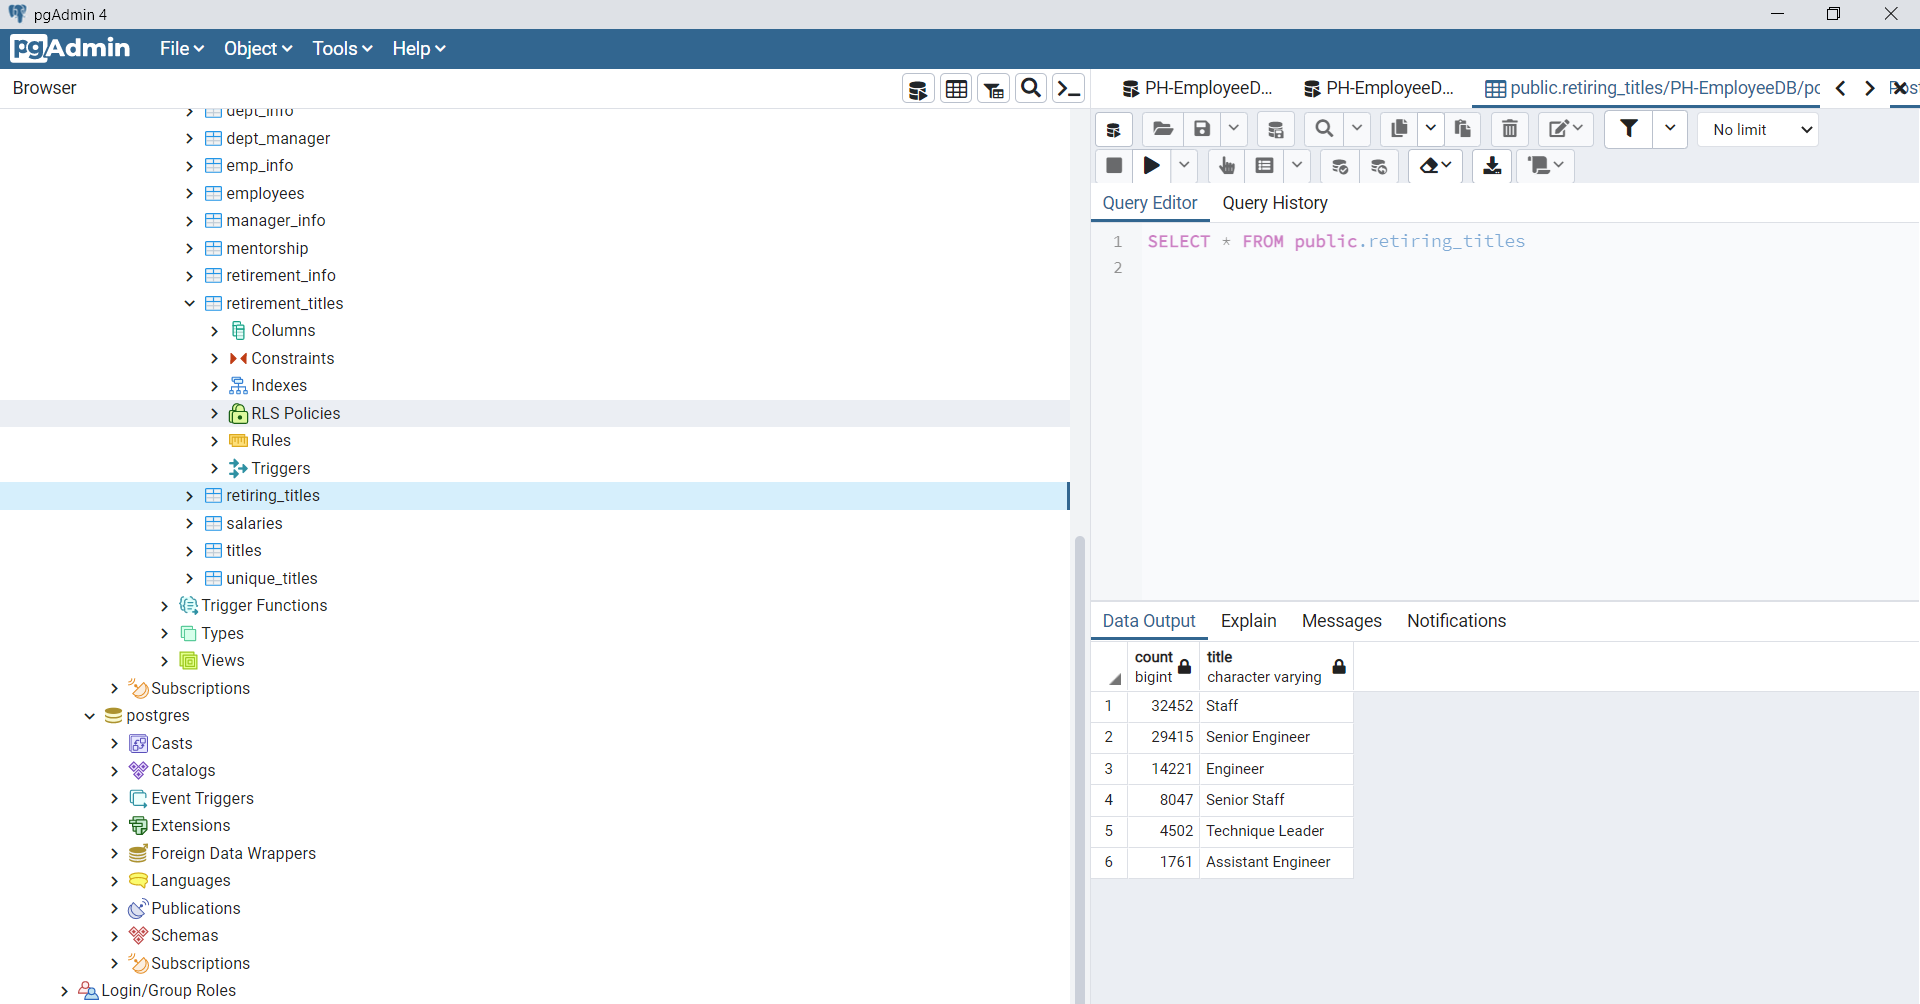 pgAdmin 4
pgAdmin File Object Tools Help
Browser
dept_info
dept_manager
emp_info
employees
manager_info
mentorship
retirement_info
retirement_titles
Columns
Constraints
Indexes
RLS Policies
Rules
Triggers
retiring_titles
salaries
titles
unique_titles
Trigger Functions
Types
Views
Subscriptions
postgres
Casts
Catalogs
Event Triggers
Extensions
Foreign Data Wrappers
Languages
Publications
Schemas
Subscriptions
Login/Group Roles
PH-EmployeeD... PH-EmployeeD... public.retiring_titles/PH-EmployeeDB/po
No limit
Query Editor Query History
1 SELECT * FROM public.retiring_titles
2
Data Output Explain Messages Notifications
count title
bigint character varying
1 32452 Staff
2 29415 Senior Engineer
3 14221 Engineer
4 8047 Senior Staff
5 4502 Technique Leader
6 1761 Assistant Engineer